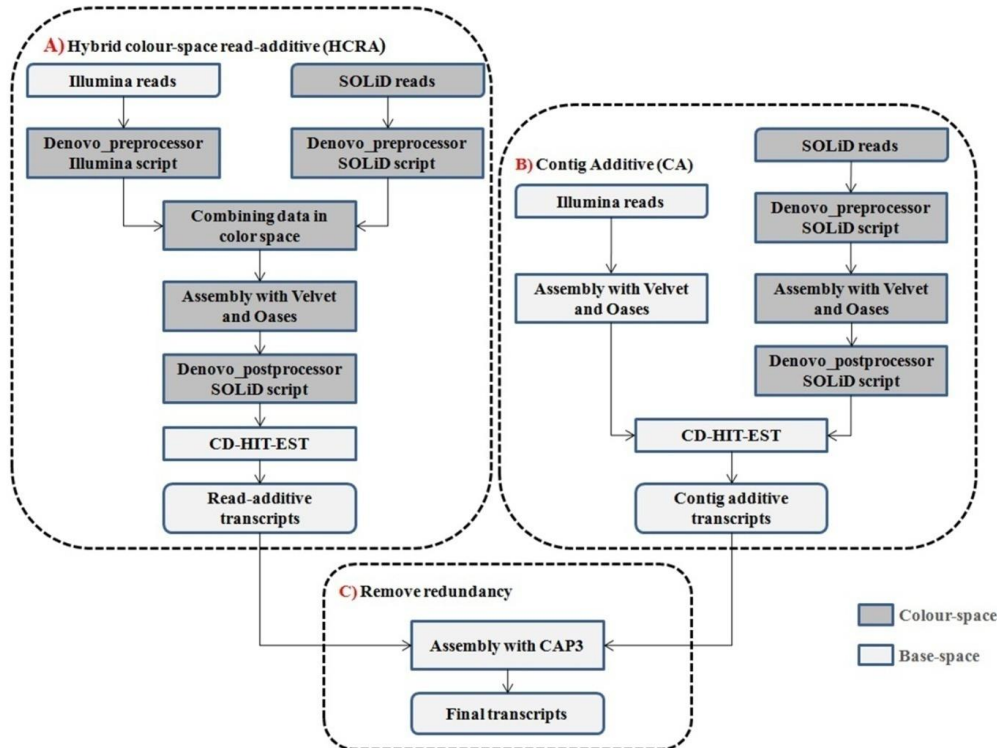 A) Hybrid colour-space read-additive (HCRA)
Illumina reads
SOLiD reads
Denovo_preprocessor
Illumina script
Denovo_preprocessor
SOLiD script
Combining data in
color space
Assembly with Velvet
and Oases
Denovo_postprocessor
SOLiD script
CD-HIT-EST
Read-additive
transcripts
B) Contig Additive (CA)
SOLiD reads
Illumina reads
Denovo_preprocessor
SOLiD script
Assembly with Velvet
and Oases
Assembly with Velvet
and Oases
Denovo_postprocessor
SOLiD script
CD-HIT-EST
Contig additive
transcripts
C) Remove redundancy
Assembly with CAP3
Final transcripts
Colour-space
Base-space